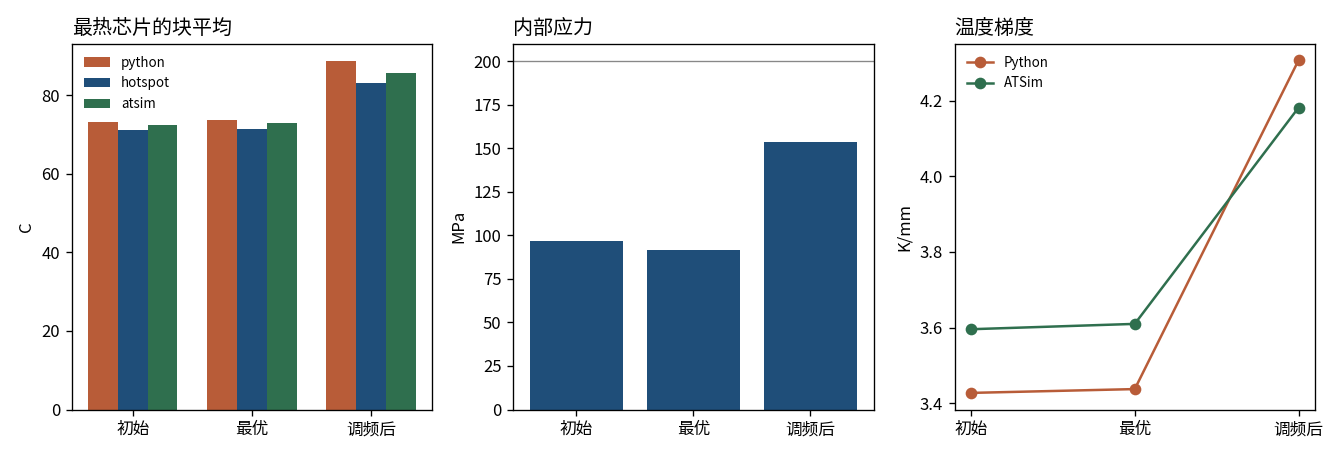 最热芯片的块平均
python
hotspot
atsim
80
60
40
20
0
C
初始
最优
调频后
内部应力
200
175
150
125
100
75
50
25
0
MPa
初始
最优
调频后
温度梯度
Python
ATSim
4.2
4.0
3.8
3.6
3.4
K/mm
初始
最优
调频后